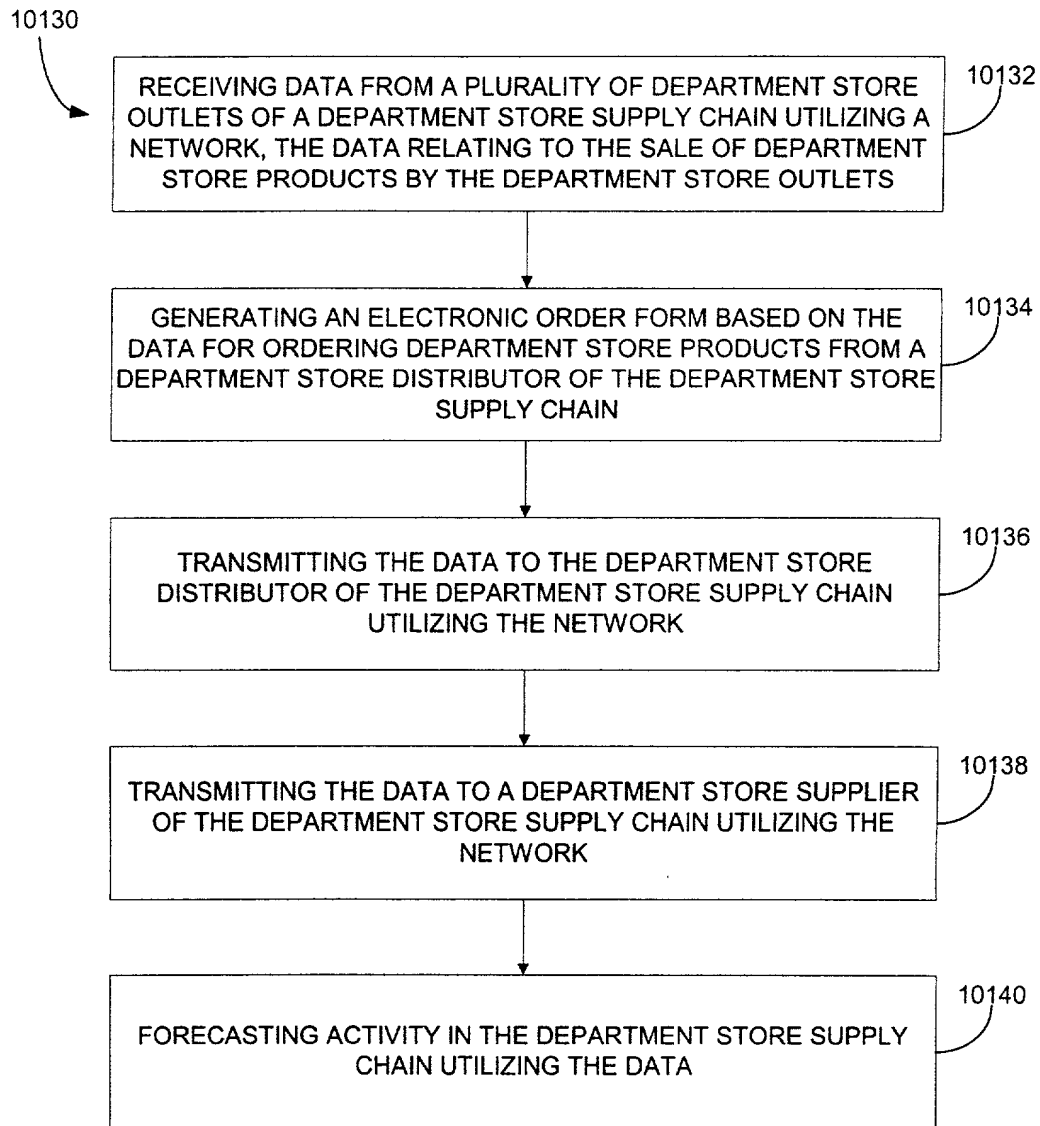 10130
RECEIVING DATA FROM A PLURALITY OF DEPARTMENT STORE
OUTLETS OF A DEPARTMENT STORE SUPPLY CHAIN UTILIZING A
NETWORK, THE DATA RELATING TO THE SALE OF DEPARTMENT
STORE PRODUCTS BY THE DEPARTMENT STORE OUTLETS
10132
GENERATING AN ELECTRONIC ORDER FORM BASED ON THE
DATA FOR ORDERING DEPARTMENT STORE PRODUCTS FROM A
DEPARTMENT STORE DISTRIBUTOR OF THE DEPARTMENT STORE
SUPPLY CHAIN
10134
TRANSMITTING THE DATA TO THE DEPARTMENT STORE
DISTRIBUTOR OF THE DEPARTMENT STORE SUPPLY CHAIN
UTILIZING THE NETWORK
10136
TRANSMITTING THE DATA TO A DEPARTMENT STORE SUPPLIER
OF THE DEPARTMENT STORE SUPPLY CHAIN UTILIZING THE
NETWORK
10138
FORECASTING ACTIVITY IN THE DEPARTMENT STORE SUPPLY
CHAIN UTILIZING THE DATA
10140